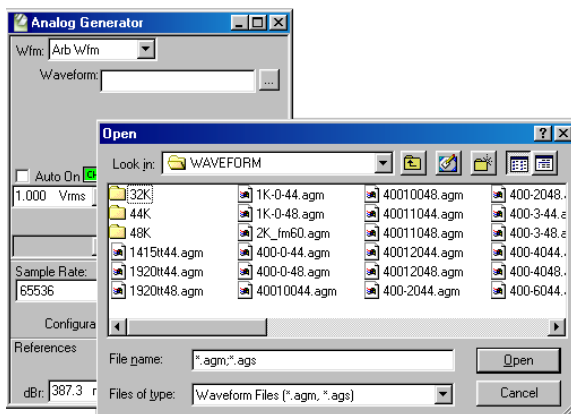 Analog Generator
Wfm: Arb Wfm
Waveform:
...
Open
Look in: WAVEFORM
32K
44K
48K
1415tt44.agm
1920tt44.agm
1920tt48.agm
1K-0-44.agm
1K-0-48.agm
2K_fm60.agm
400-0-44.agm
400-0-48.agm
40010044.agm
40010048.agm
40011044.agm
40011048.agm
40012044.agm
40012048.agm
400-2044.agm
400-2048.
400-3-44.a
400-3-48.a
400-4044.
400-4048.
400-6044.
Auto On
1.000 Vrms
Sample Rate:
65536
Configura
References
dBr: 387.3
File name: *.agm;*.ags
Open
Files of type: Waveform Files (*.agm, *.ags)
Cancel